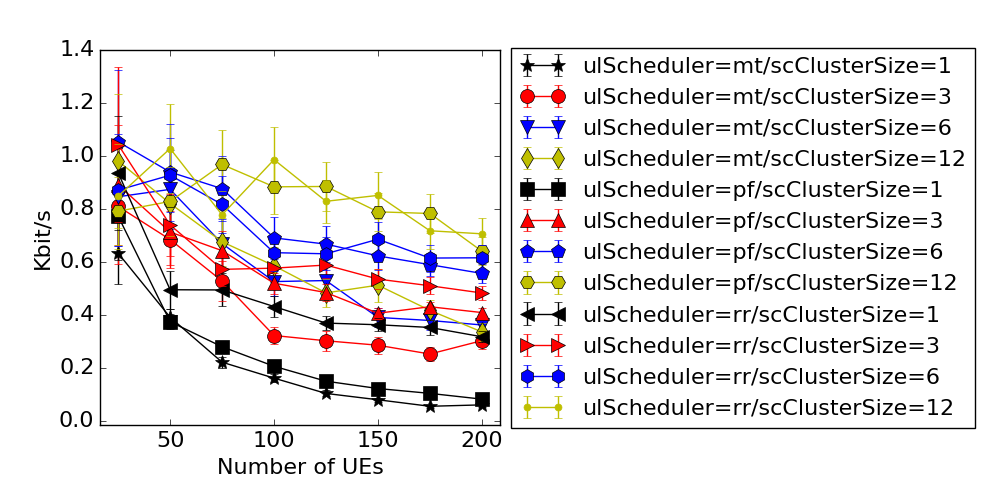 1.4
1.2
1.0
0.8
0.6
0.4
0.2
0.0
Kbit/s
50
100
150
200
Number of UEs
ulScheduler=mt/scClusterSize=1
ulScheduler=mt/scClusterSize=3
ulScheduler=mt/scClusterSize=6
ulScheduler=mt/scClusterSize=12
ulScheduler=pf/scClusterSize=1
ulScheduler=pf/scClusterSize=3
ulScheduler=pf/scClusterSize=6
ulScheduler=pf/scClusterSize=12
ulScheduler=rr/scClusterSize=1
ulScheduler=rr/scClusterSize=3
ulScheduler=rr/scClusterSize=6
ulScheduler=rr/scClusterSize=12